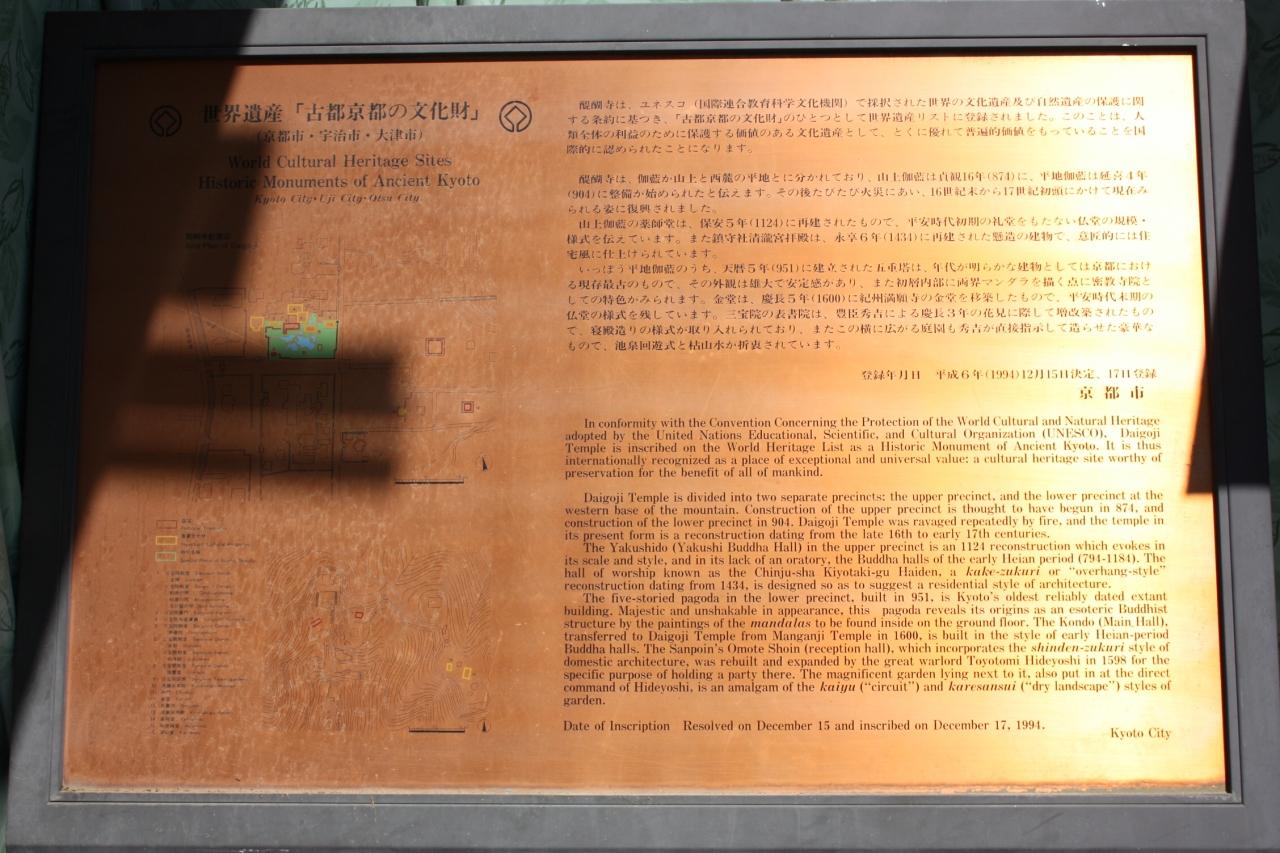 世界遺産「古都京都の文化財」
(京都市・宇治市・大津市)
World Cultural Heritage Sites
Historic Monuments of Ancient Kyoto
Kyoto City・Uji City・Otsu City
醍醐寺は、ユネスコ(国際連合教育科学文化機関)で採択された世界の文化遺産及び自然遺産の保護に関
する条約に基づき、「古都京都の文化財」のひとつとして世界遺産リストに登録されました。このことは、人
類全体の利益のために保護する価値のある文化遺産として、とくに優れて普遍的価値をもっていることを国
際的に認められたことになります。
醍醐寺は、伽藍が山上と西麓の平地とに分かれており、山上伽藍は貞観16年(874)に、平地伽藍は延喜4年
(904)に整備が始められたと伝えます。その後たびたび火災にあい、16世紀末から17世紀初頭にかけて現在み
られる姿に復興されました。
山上伽藍の薬師堂は、保安5年(1124)に再建されたもので、平安時代初期の礼堂をもたない仏堂の規模・
様式を伝えています。また鎮守社清瀧宮拝殿は、永享6年(1434)に再建された懸造の建物で、意匠的には住
宅風に仕上げられています。
いっぽう平地伽藍のうち、天暦5年(951)に建立された五重塔は、年代が明らかな建物としては京都におけ
る現存最古のもので、その外観は雄大で安定感があり、また初層内部に両界マンダラを描く点に密教寺院と
しての特色がみられます。金堂は、慶長5年(1600)に紀州満願寺の金堂を移築したもので、平安時代末期の
仏堂の様式を残しています。三宝院の表書院は、豊臣秀吉による慶長3年の花見に際して増改築されたもの
で、寝殿造りの様式が取り入れられており、またこの横に広がる庭園も秀吉が直接指示して造らせた豪華な
もので、池泉回遊式と枯山水が折衷されています。
登録年月日 平成6年(1994)12月15日決定、17日登録
京都市
In conformity with the Convention Concerning the Protection of the World Cultural and Natural Heritage
adopted by the United Nations Educational, Scientific, and Cultural Organization (UNESCO), Daigoji
Temple is inscribed on the World Heritage List as a Historic Monument of Ancient Kyoto. It is thus
internationally recognized as a place of exceptional and universal value: a cultural heritage site worthy of
preservation for the benefit of all of mankind.
Daigoji Temple is divided into two separate precincts: the upper precinct, and the lower precinct at the
western base of the mountain. Construction of the upper precinct is thought to have begun in 874, and
construction of the lower precinct in 904. Daigoji Temple was ravaged repeatedly by fire, and the temple in
its present form is a reconstruction dating from the late 16th to early 17th centuries.
The Yakushido (Yakushi Buddha Hall) in the upper precinct is an 1124 reconstruction which evokes in
its scale and style, and in its lack of an oratory, the Buddha halls of the early Heian period (794-1184). The
hall of worship known as the Chinju-sha Kiyotaki-gu Haiden, a kake-zukuri or “overhang-style”
reconstruction dating from 1434, is designed so as to suggest a residential style of architecture.
The five-storied pagoda in the lower precinct, built in 951, is Kyoto's oldest reliably dated extant
building. Majestic and unshakable in appearance, this pagoda reveals its origins as an esoteric Buddhist
structure by the paintings of the mandalas to be found inside on the ground floor. The Kondo (Main Hall),
transferred to Daigoji Temple from Manganji Temple in 1600, is built in the style of early Heian-period
Buddha halls. The Sanpoin's Omote Shoin (reception hall), which incorporates the shinden-zukuri style of
domestic architecture, was rebuilt and expanded by the great warlord Toyotomi Hideyoshi in 1598 for the
specific purpose of holding a party there. The magnificent garden lying next to it, also put in at the direct
command of Hideyoshi, is an amalgam of the kaiyu (“circuit”) and karesansui (“dry landscape”) styles of
garden.
Date of Inscription Resolved on December 15 and inscribed on December 17, 1994.
Kyoto City